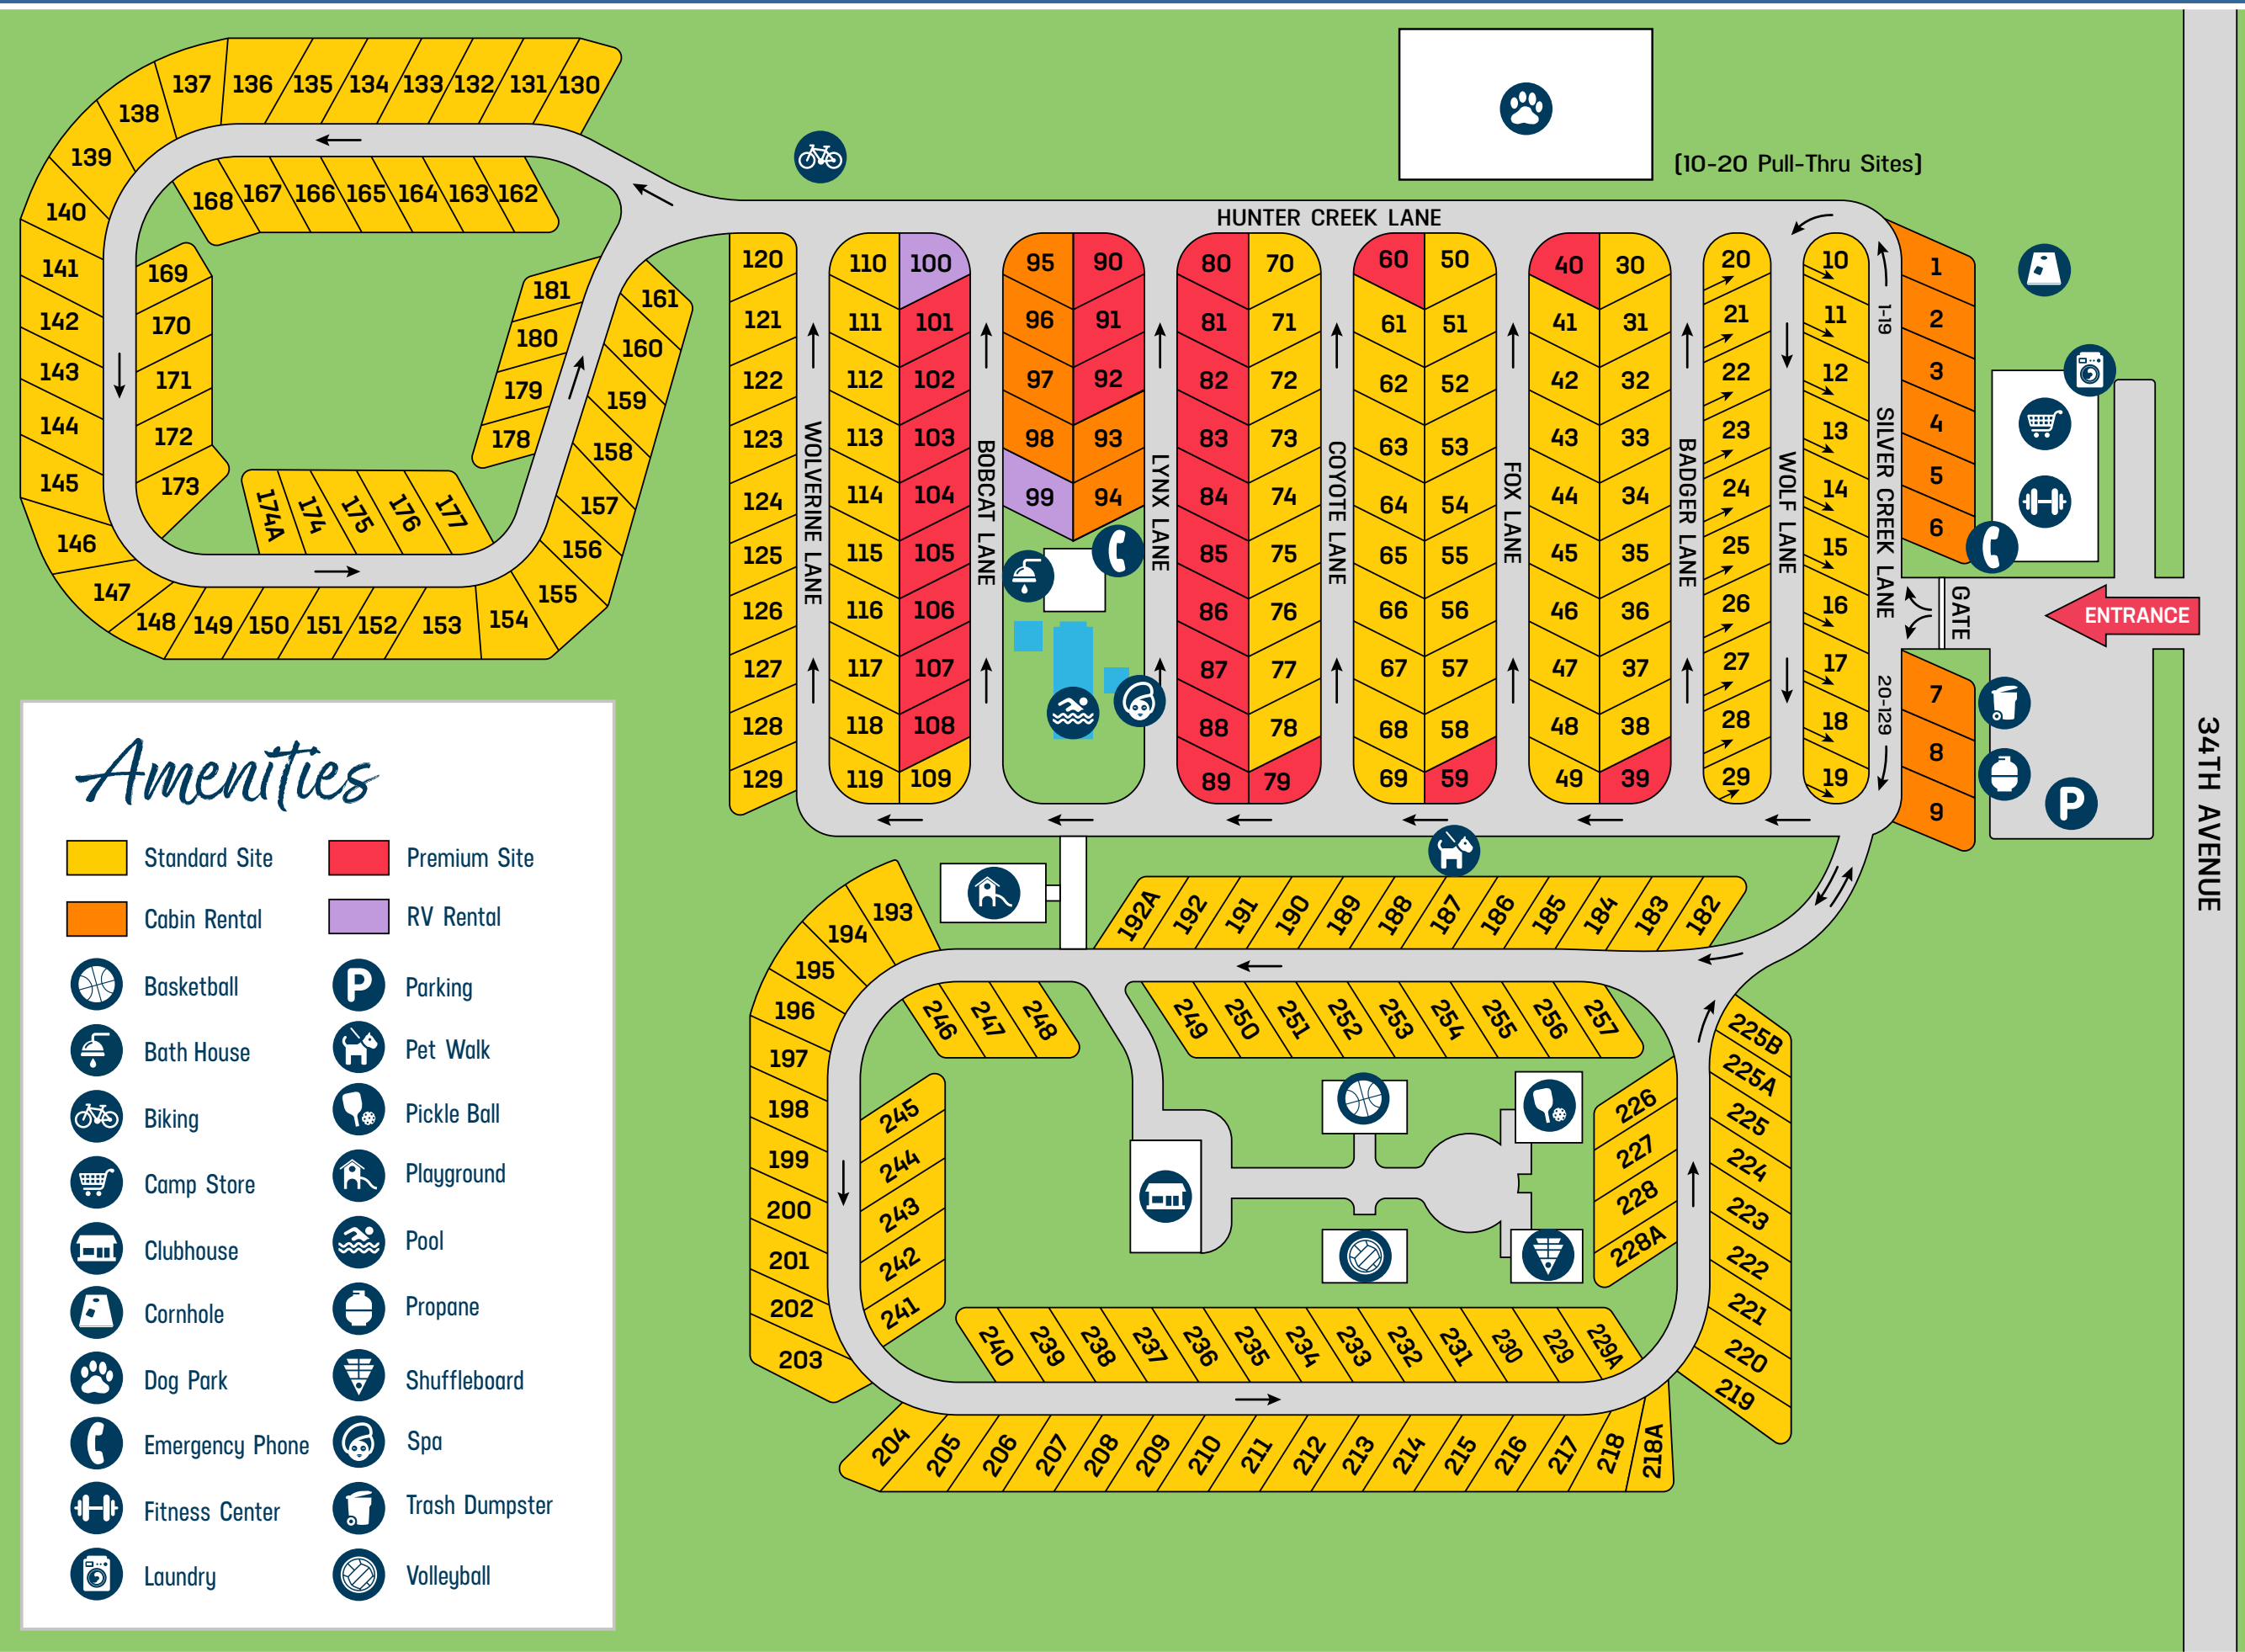 137 136 135 134 133 132 131 130
138
139
140
141
142
143
144
145
146
147
148 149 150 151 152 153 154 155
156
157
158
159
160
161
168 167 166 165 164 163 162
169
170
171
172
173
174A 174 175 176 177
178
179
180
181
(10-20 Pull-Thru Sites)
HUNTER CREEK LANE
120
121
122
123
124
125
126
127
128
129
WOLVERINE LANE
110 100
111 101
112 102
113 103
114 104
115 105
116 106
117 107
118 108
119 109
BOBCAT LANE
95 90
96 91
97 92
98 93
99 94
LYNX LANE
80 70
81 71
82 72
83 73
84 74
85 75
86 76
87 77
88 78
89 79
COYOTE LANE
60 50
61 51
62 52
63 53
64 54
65 55
66 56
67 57
68 58
69 59
FOX LANE
40 30
41 31
42 32
43 33
44 34
45 35
46 36
47 37
48 38
49 39
BADGER LANE
20
21
22
23
24
25
26
27
28
29
WOLF LANE
10
11
12
13
14
15
16
17
18
19
1-19
SILVER CREEK LANE
20-129
1
2
3
4
5
6
GATE
ENTRANCE
7
8
9
P
34TH AVENUE
192A 192 191 190 189 188 187 186 185 184 183 182
193
194
195
196
197
198
199
200
201
202
203
246 247 248
249 250 251 252 253 254 255 256 257
245
244
243
242
241
226
227
228
228A
225B
225A
225
224
223
222
221
220
219
240 239 238 237 236 235 234 233 232 231 230 229 229A
204 205 206 207 208 209 210 211 212 213 214 215 216 217 218 218A
Amenities
Standard Site
Premium Site
Cabin Rental
RV Rental
Basketball
P Parking
Bath House
Pet Walk
Biking
Pickle Ball
Camp Store
Playground
Clubhouse
Pool
Cornhole
Propane
Dog Park
Shuffleboard
Emergency Phone
Spa
Fitness Center
Trash Dumpster
Laundry
Volleyball